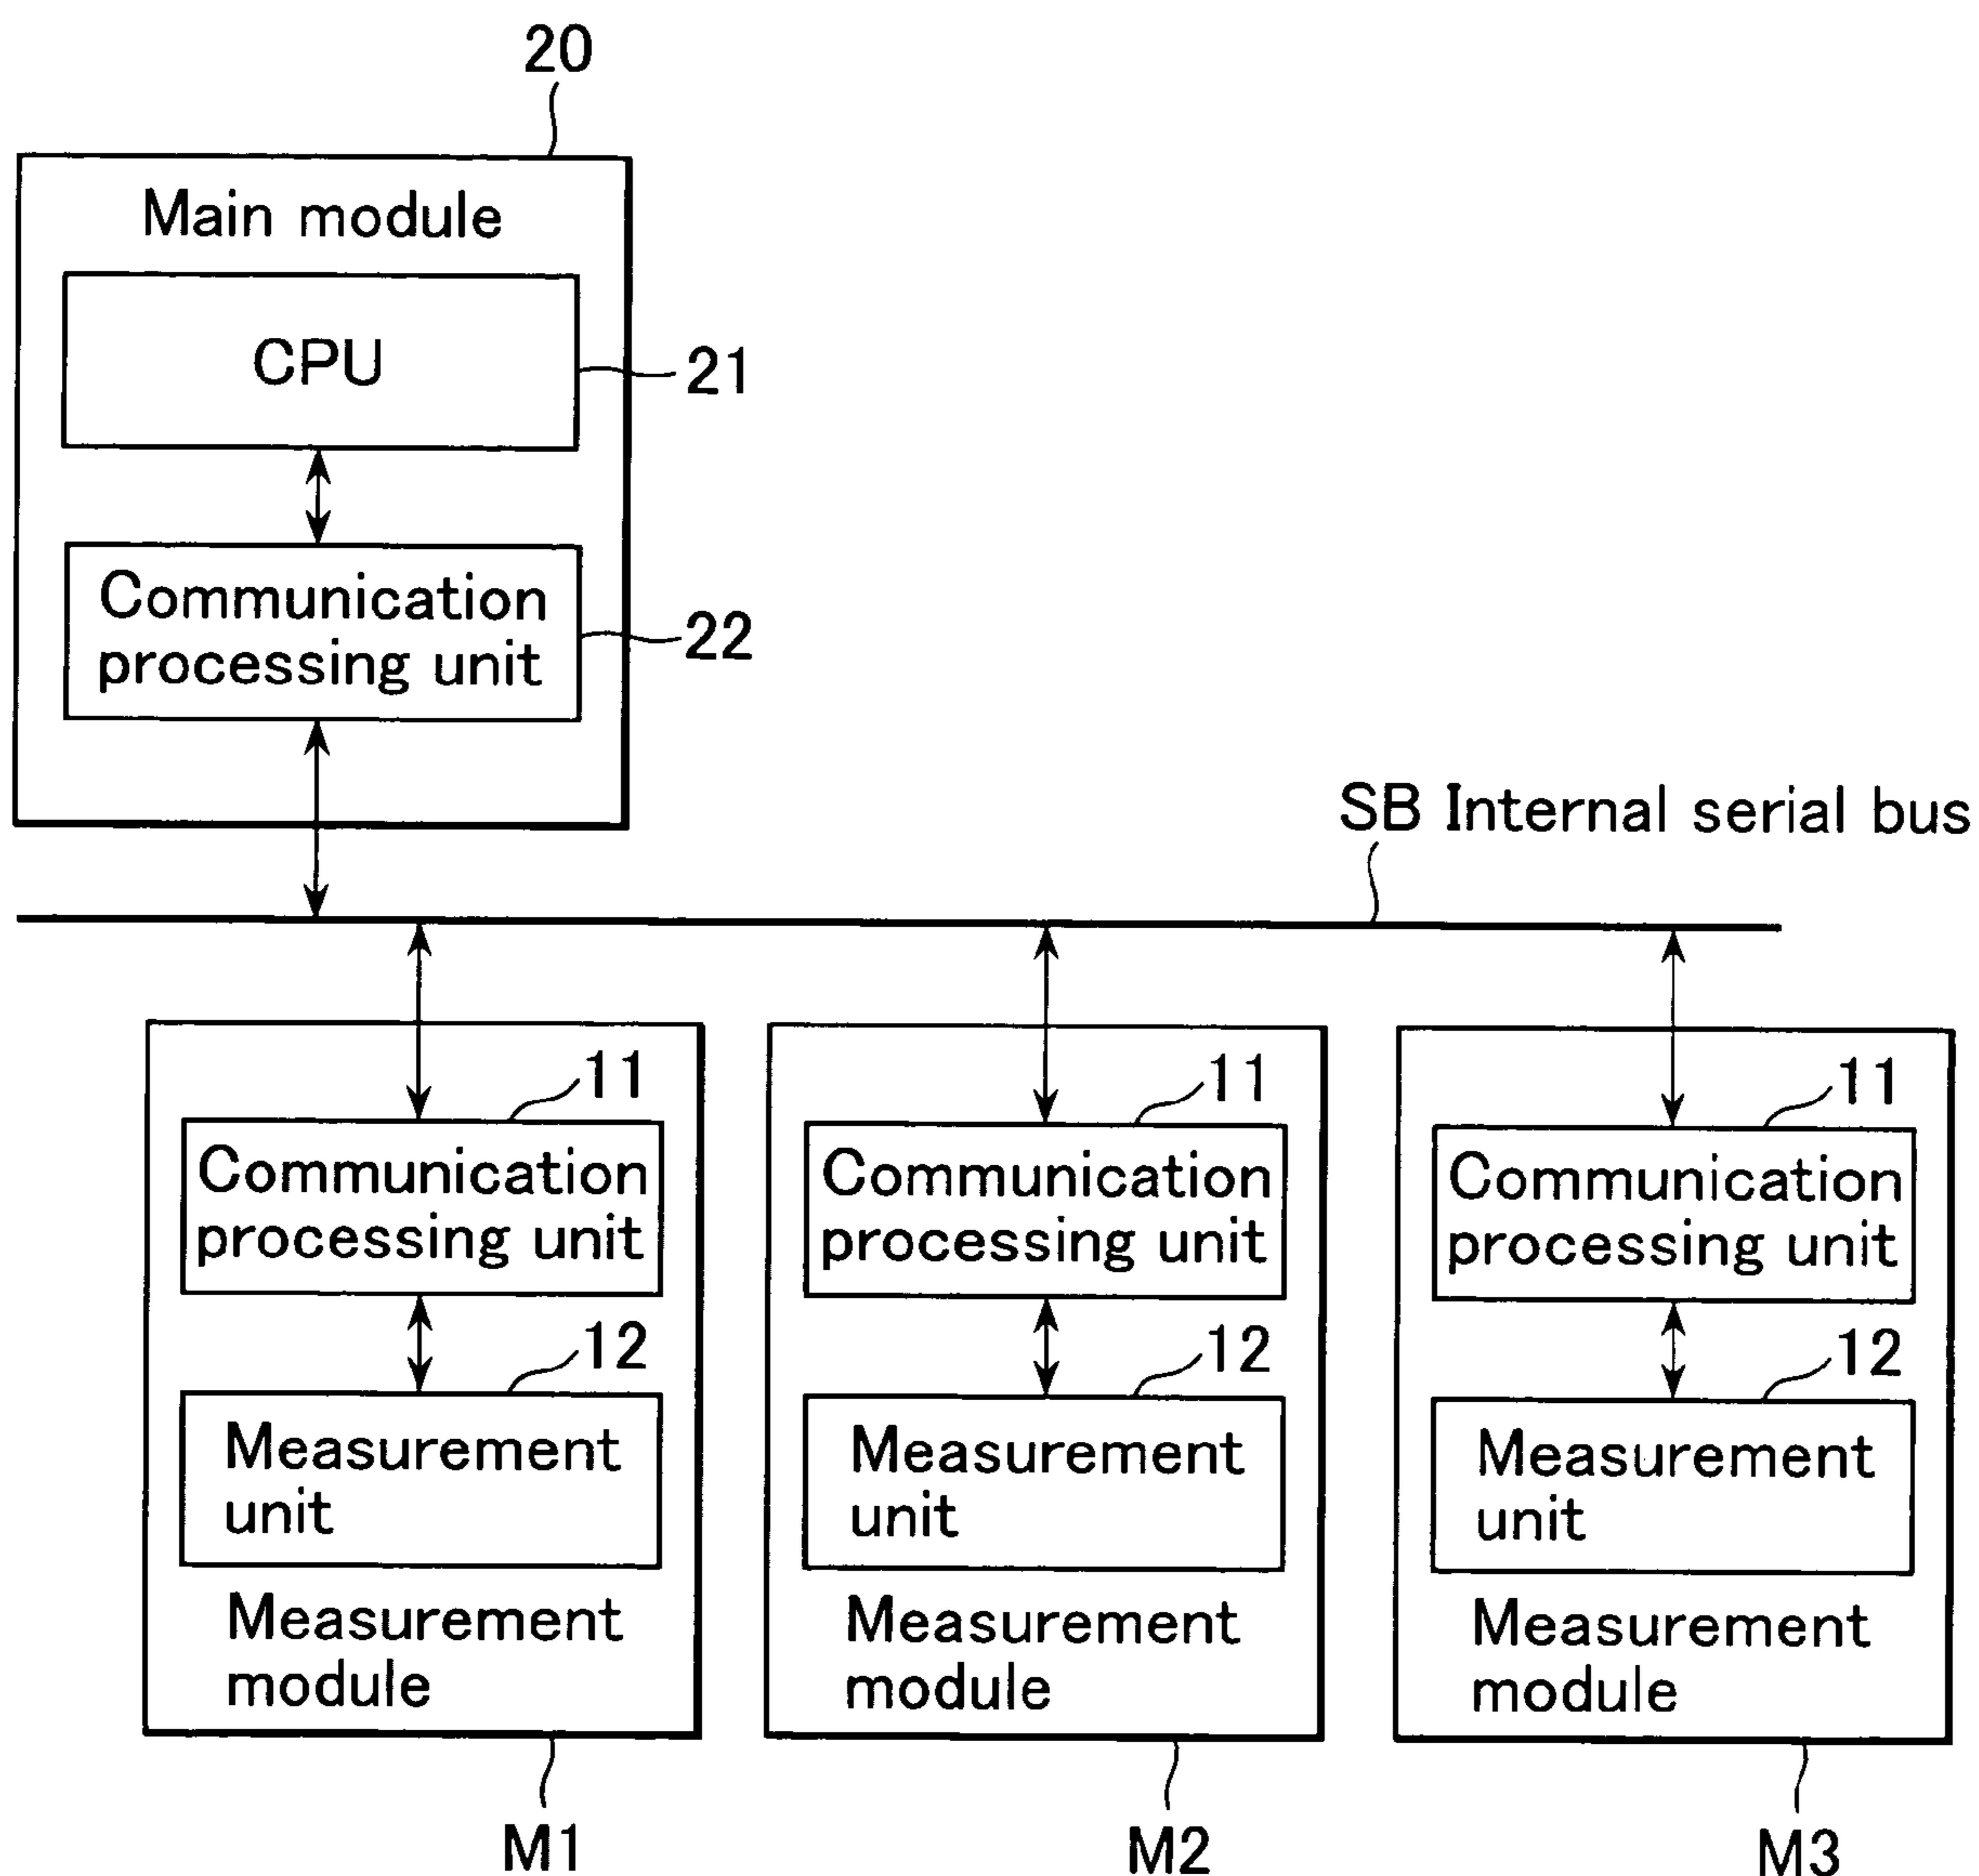 20
Main module
CPU
21
Communication
processing unit
22
SB Internal serial bus
11
Communication
processing unit
12
Measurement
unit
Measurement
module
M1
11
Communication
processing unit
12
Measurement
unit
Measurement
module
M2
11
Communication
processing unit
12
Measurement
unit
Measurement
module
M3